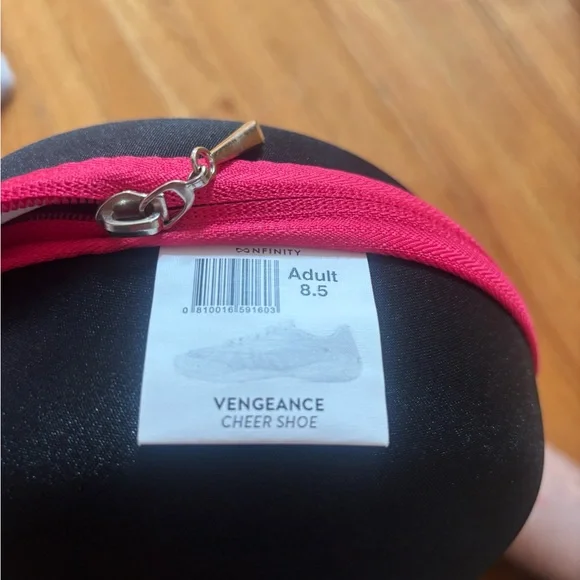 NFINITY
Adult
8.5
0 810016 591603
VENGEANCE
CHEER SHOE